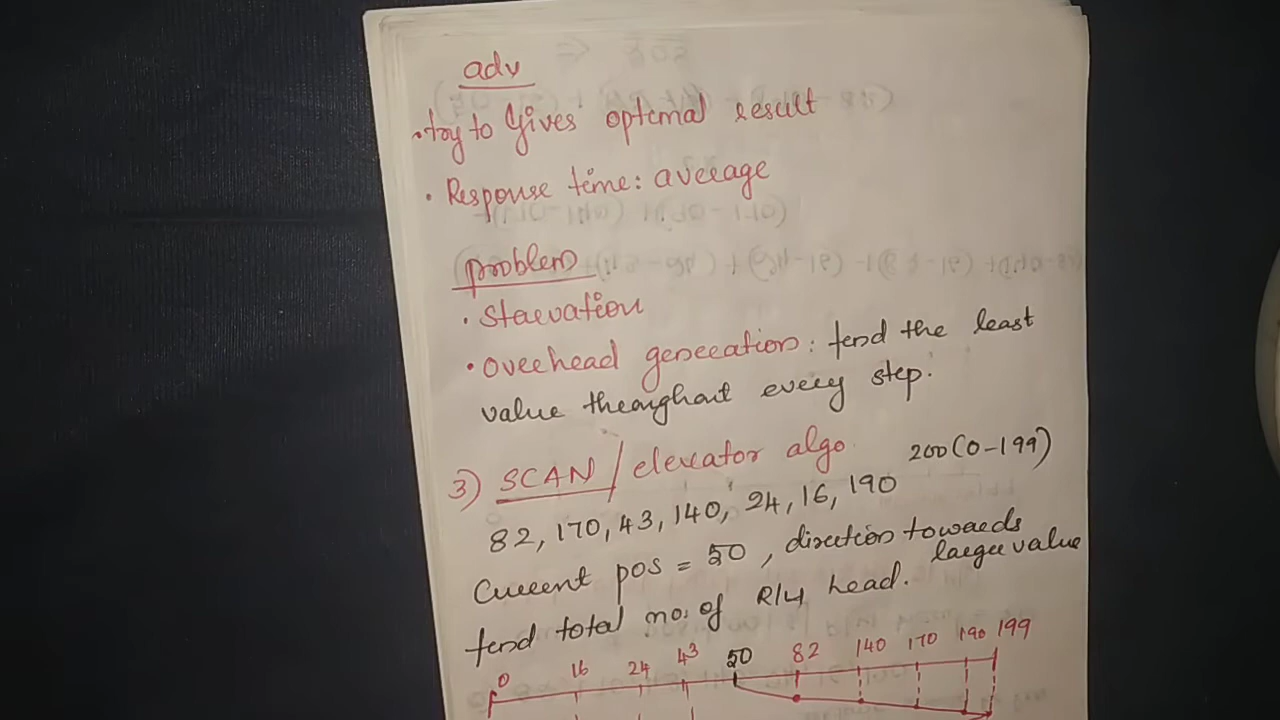 adv
• try to Gives optimal result
• Response time: average
problem
• Starvation
• Overhead generation: find the least
value throughout every step.
3) SCAN / elevator algo 200 (0-199)
82, 170, 43, 140, 24, 16, 190
Current pos = 50, direction towards
larger value
find total no. of R/W head.
0 16 24 43 50 82 140 170 190 199